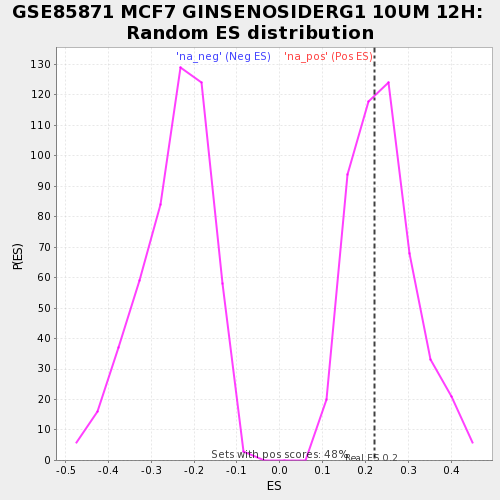 GSE85871 MCF7 GINSENOSIDERG1 10UM 12H:
Random ES distribution
'na_neg' (Neg ES) 'na_pos' (Pos ES)
130
120
110
100
90
80
70
60
50
40
30
20
10
0
P(ES)
Sets with pos scores: 48%
Real ES 0.2
-0.5 -0.4 -0.3 -0.2 -0.1 0.0 0.1 0.2 0.3 0.4
ES